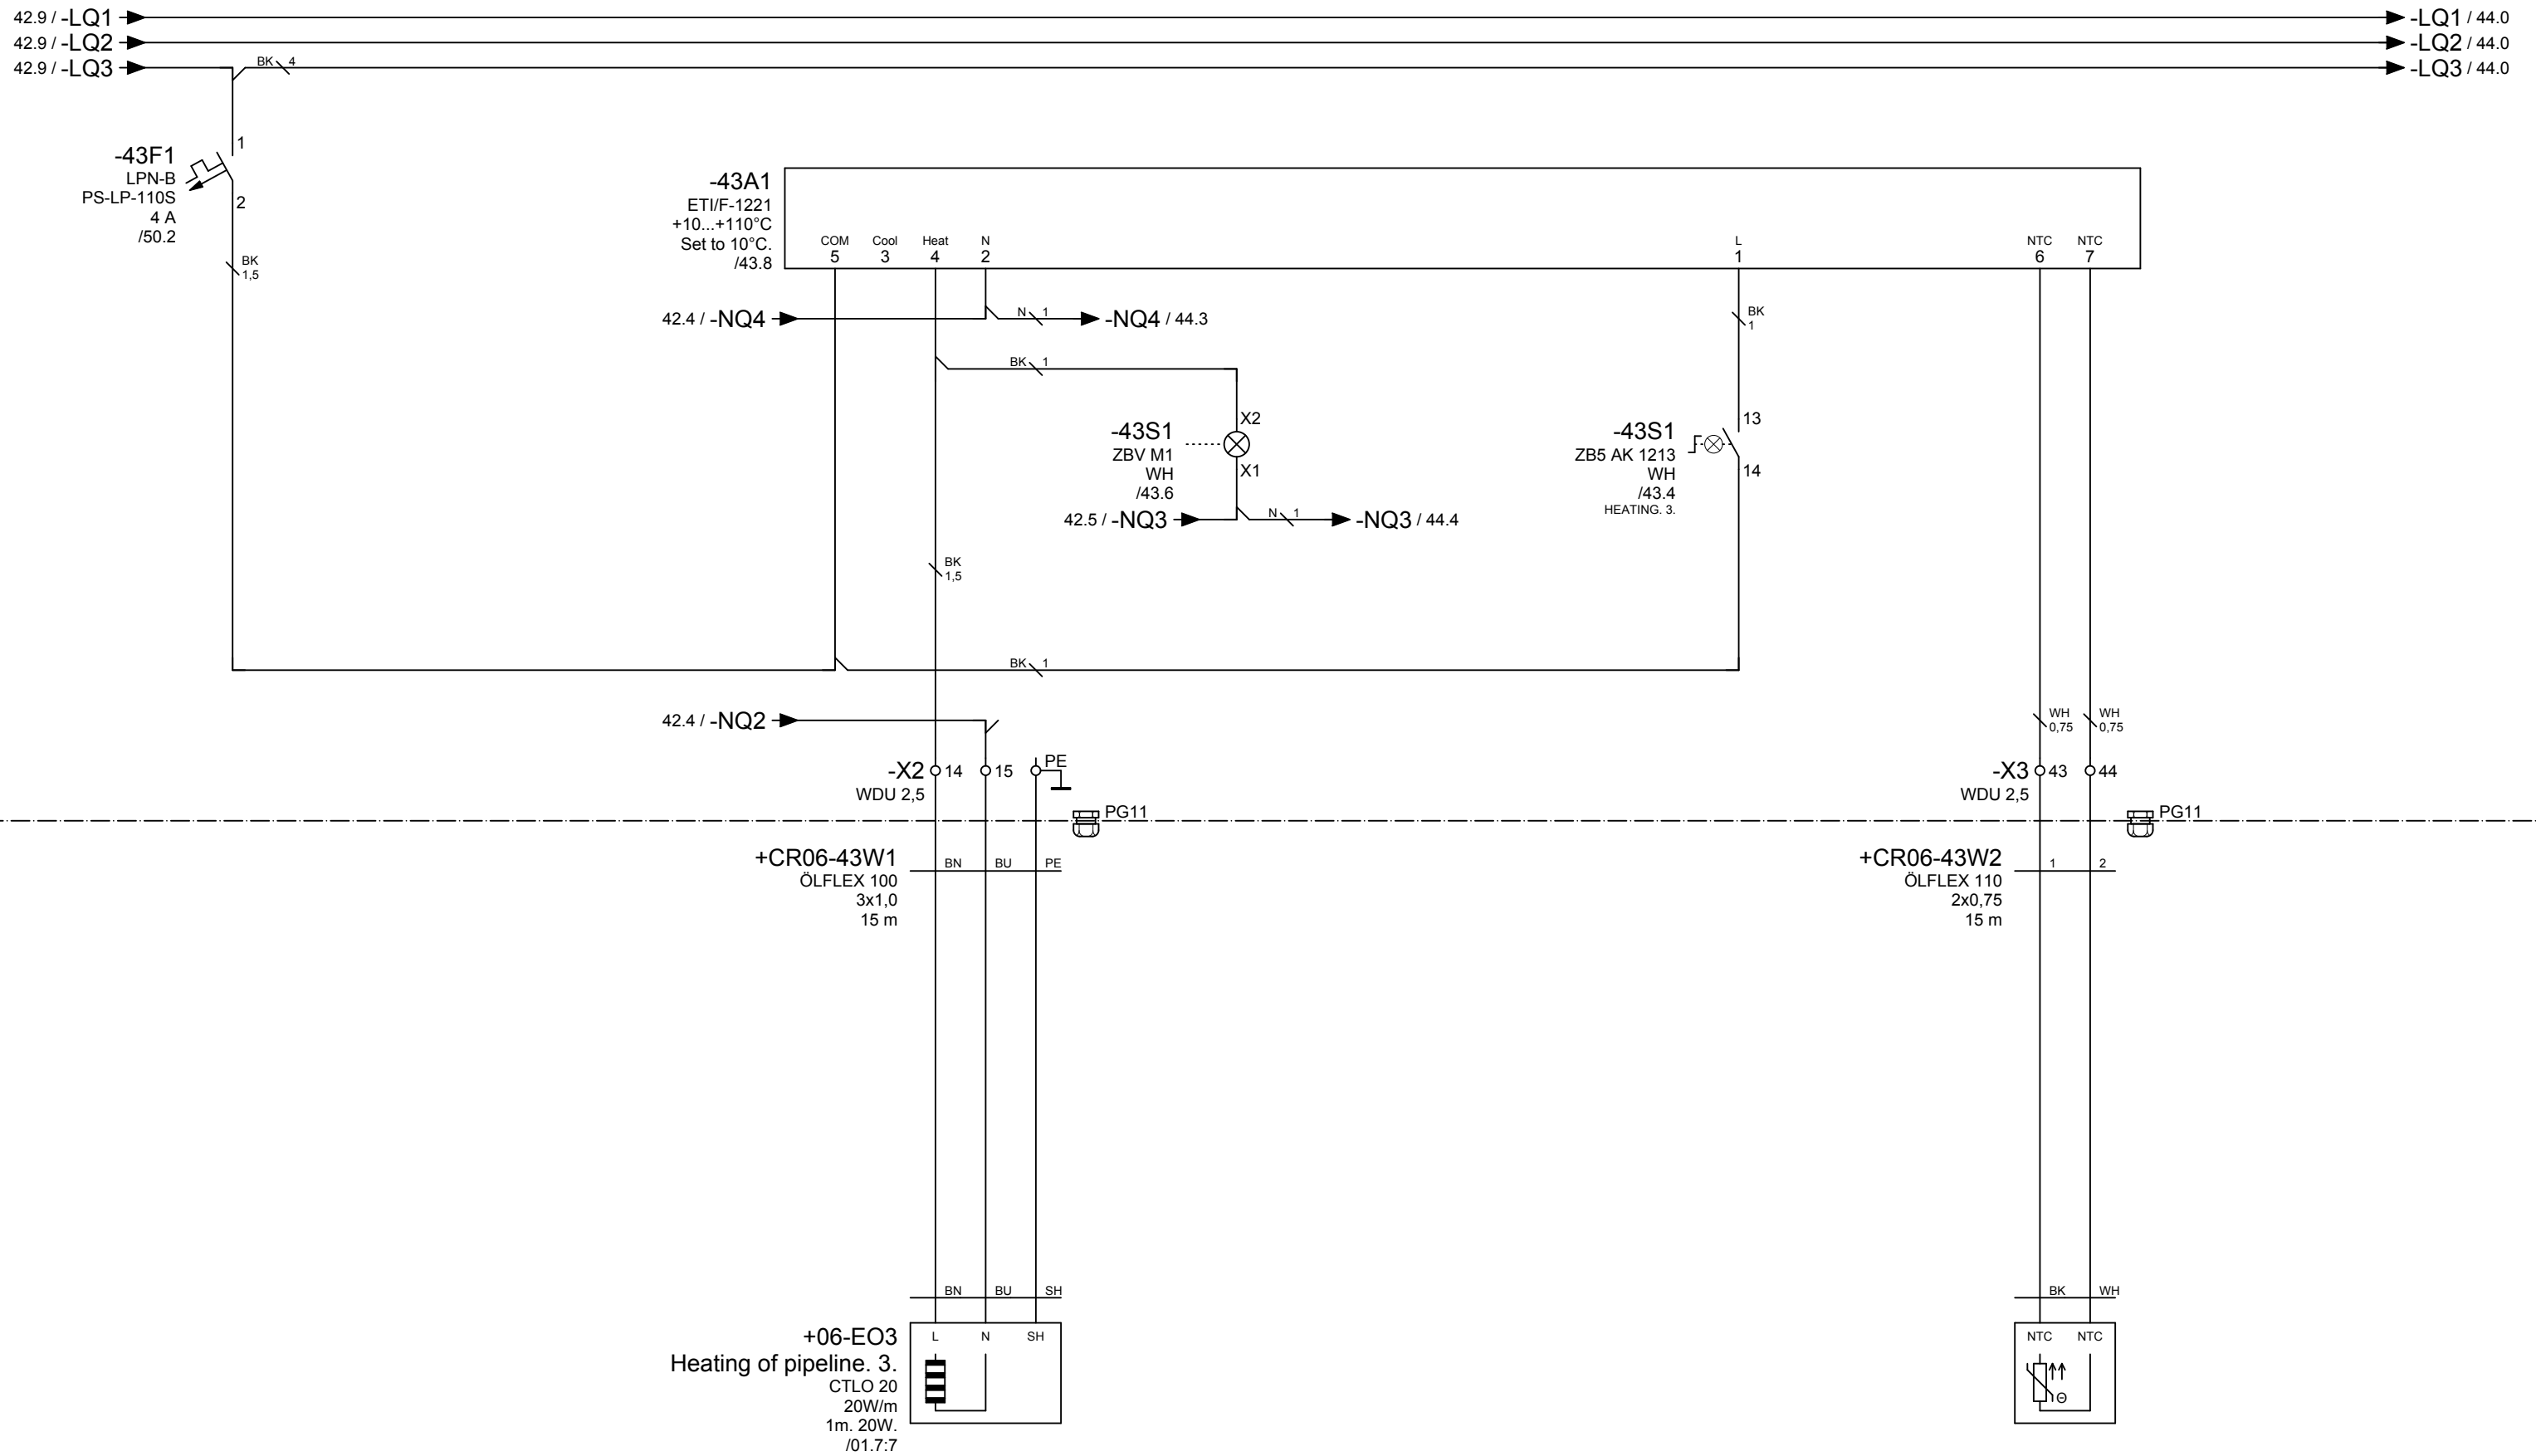 42.9 / -LQ1
-LQ1 / 44.0
42.9 / -LQ2
-LQ2 / 44.0
42.9 / -LQ3
BK 4
-LQ3 / 44.0
1
-43F1
LPN-B
PS-LP-110S
4 A
/50.2
2
BK
1,5
-43A1
ETI/F-1221
+10...+110°C
Set to 10°C.
/43.8
COM Cool Heat N L NTC NTC
5 3 4 2 1 6 7
42.4 / -NQ4
N 1
-NQ4 / 44.3
BK
1
BK 1
X2
-43S1
ZBV M1
WH
/43.6
X1
42.5 / -NQ3
N 1
-NQ3 / 44.4
13
-43S1
ZB5 AK 1213
WH
/43.4
HEATING. 3.
14
BK
1,5
BK 1
42.4 / -NQ2
WH
0,75
WH
0,75
-X2 14 15 PE
WDU 2,5
-X3 43 44
WDU 2,5
PG11
PG11
+CR06-43W1
ÖLFLEX 100
3x1,0
15 m
BN BU PE
+CR06-43W2
ÖLFLEX 110
2x0,75
15 m
1 2
BN BU SH
BK WH
+06-EO3
Heating of pipeline. 3.
CTLO 20
20W/m
1m. 20W.
/01.7:7
L N SH
NTC NTC
Θ